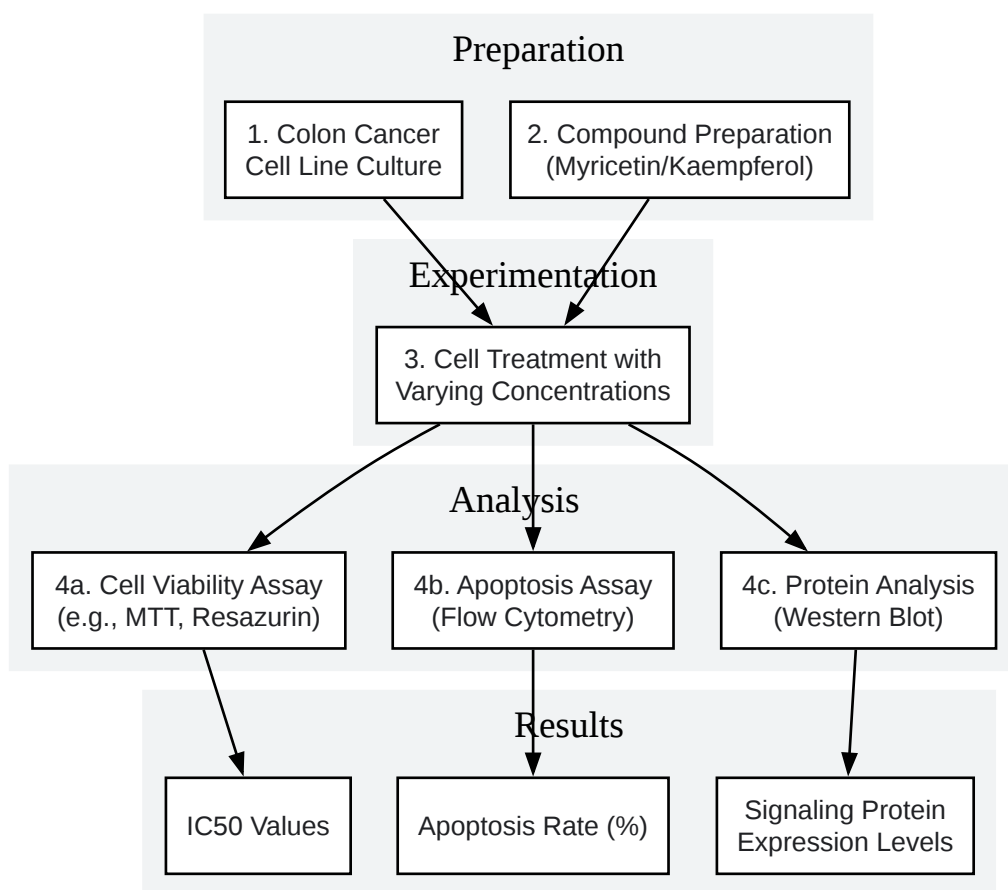 Preparation
1. Colon Cancer
Cell Line Culture
2. Compound Preparation
(Myricetin/Kaempferol)
Experimentation
3. Cell Treatment with
Varying Concentrations
Analysis
4a. Cell Viability Assay
(e.g., MTT, Resazurin)
4b. Apoptosis Assay
(Flow Cytometry)
4c. Protein Analysis
(Western Blot)
Results
IC50 Values
Apoptosis Rate (%)
Signaling Protein
Expression Levels